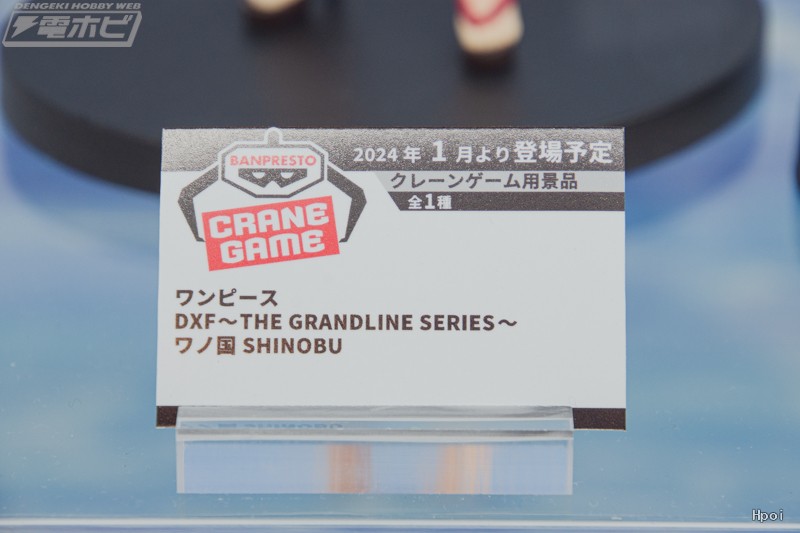 DENGEKI HOBBY WEB
電ホビ
BANPRESTO
CRANE
GAME
2024年 1月より登場予定
クレーンゲーム用景品
全1種
ワンピース
DXF～THE GRANDLINE SERIES～
ワノ国 SHINOBU
Hpoi